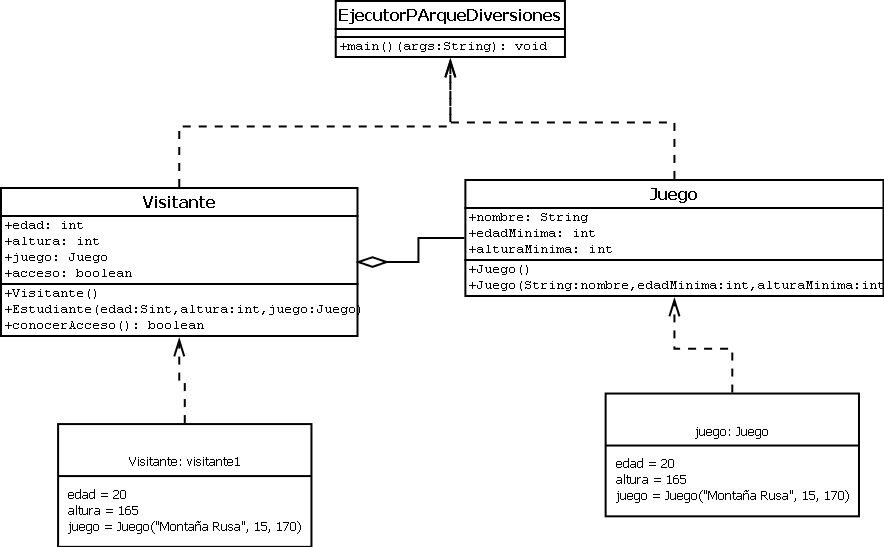 EjecutorPArqueDiversiones
+main()(args:String): void
Visitante
+edad: int
+altura: int
+juego: Juego
+acceso: boolean
+Visitante()
+Estudiante(edad:Sint,altura:int,juego:Juego)
+conocerAcceso(): boolean
Juego
+nombre: String
+edadMinima: int
+alturaMinima: int
+Juego()
+Juego(String:nombre,edadMinima:int,alturaMinima:int
Visitante: visitante1
edad = 20
altura = 165
juego = Juego("Montaña Rusa", 15, 170)
juego: Juego
edad = 20
altura = 165
juego = Juego("Montaña Rusa", 15, 170)